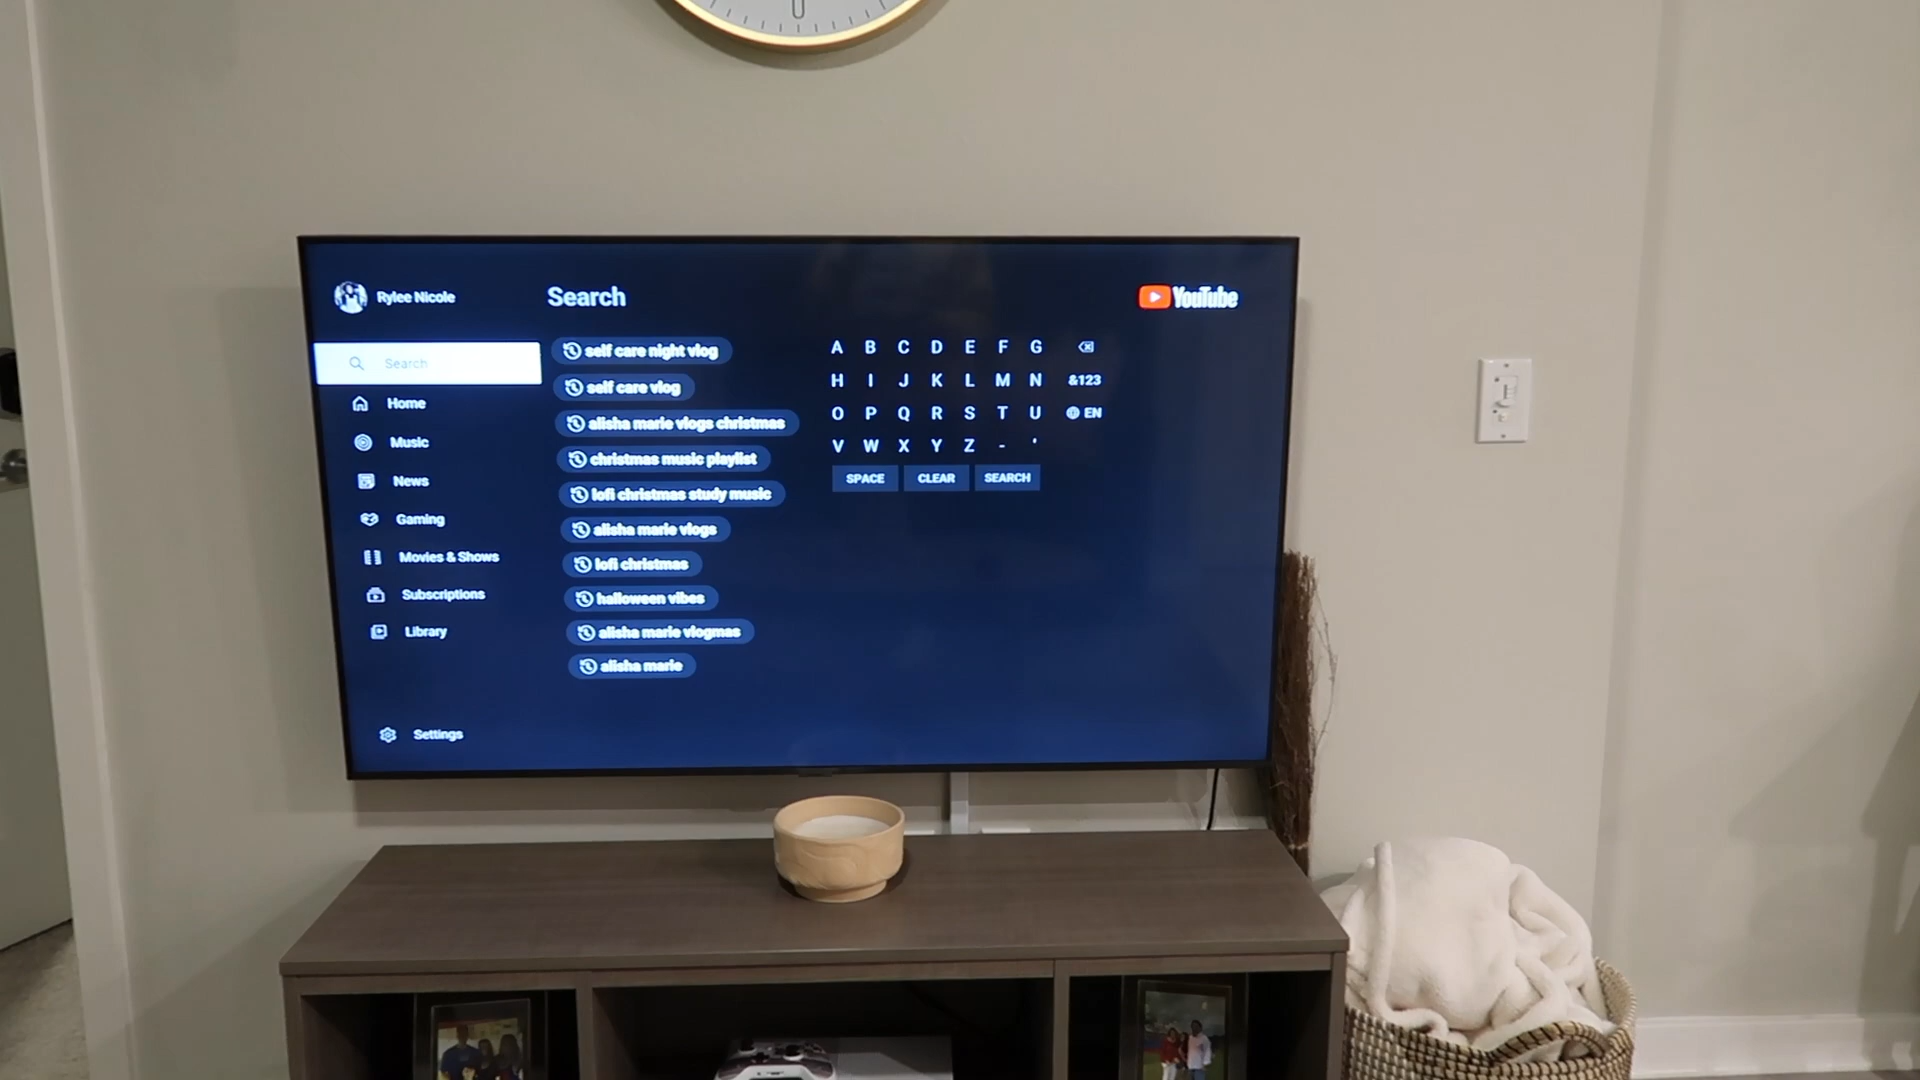 Rylee Nicole
Search
YouTube
Search
Home
Music
News
Gaming
Movies & Shows
Subscriptions
Library
Settings
self care night vlog
self care vlog
alisha marie vlogs christmas
christmas music playlist
lofi christmas study music
alisha marie vlogs
lofi christmas
halloween vibes
alisha marie vlogmas
alisha marie
A B C D E F G
H I J K L M N &123
O P Q R S T U EN
V W X Y Z - '
SPACE CLEAR SEARCH